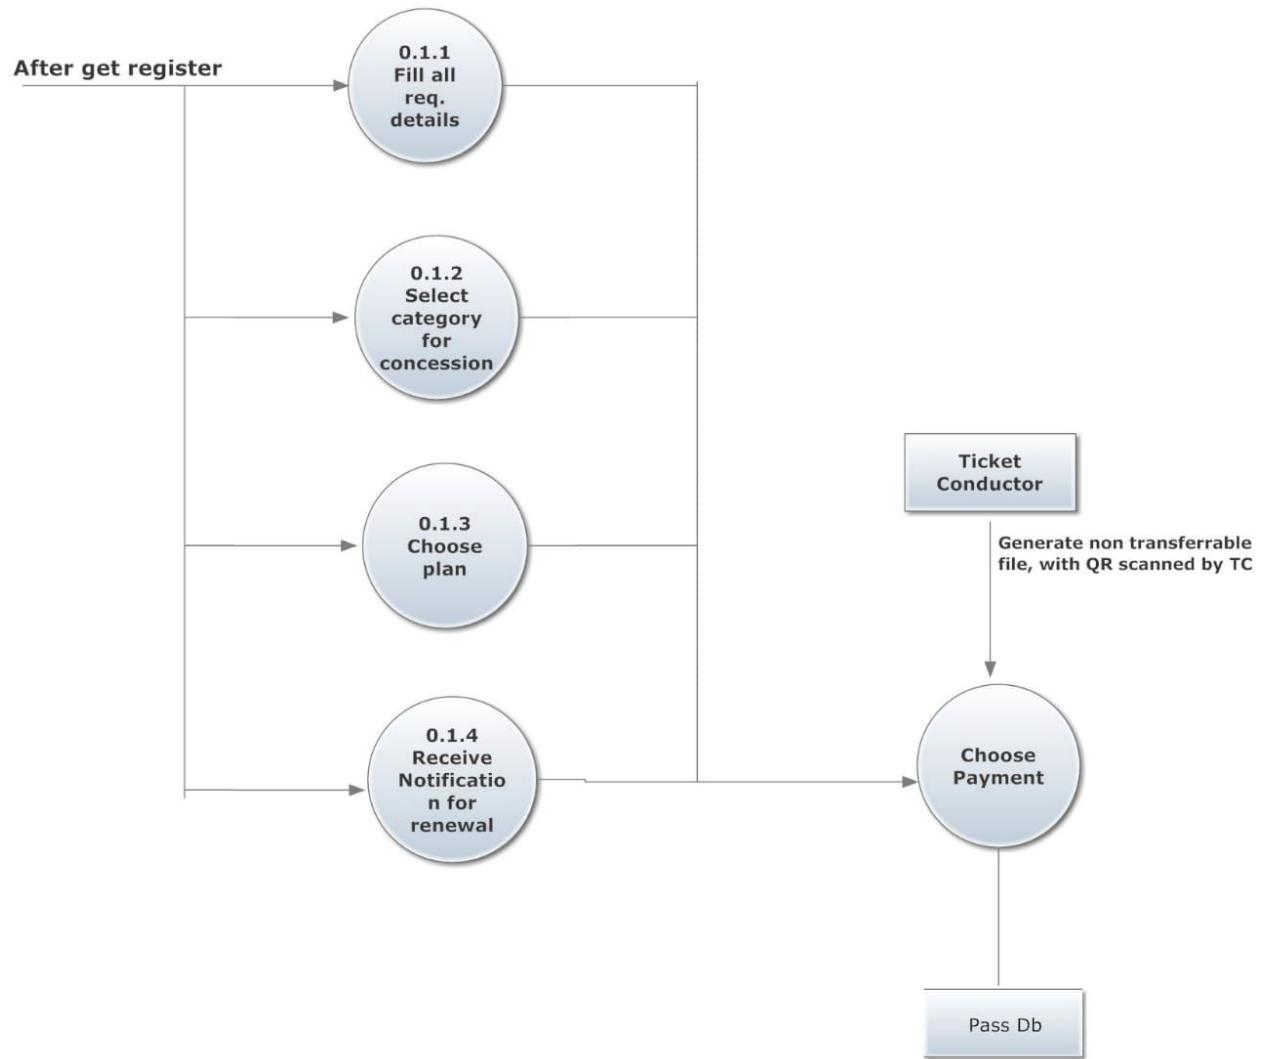 After get register
0.1.1
Fill all
req.
details
0.1.2
Select
category
for
concession
0.1.3
Choose
plan
0.1.4
Receive
Notificatio
n for
renewal
Ticket
Conductor
Generate non transferrable
file, with QR scanned by TC
Choose
Payment
Pass Db